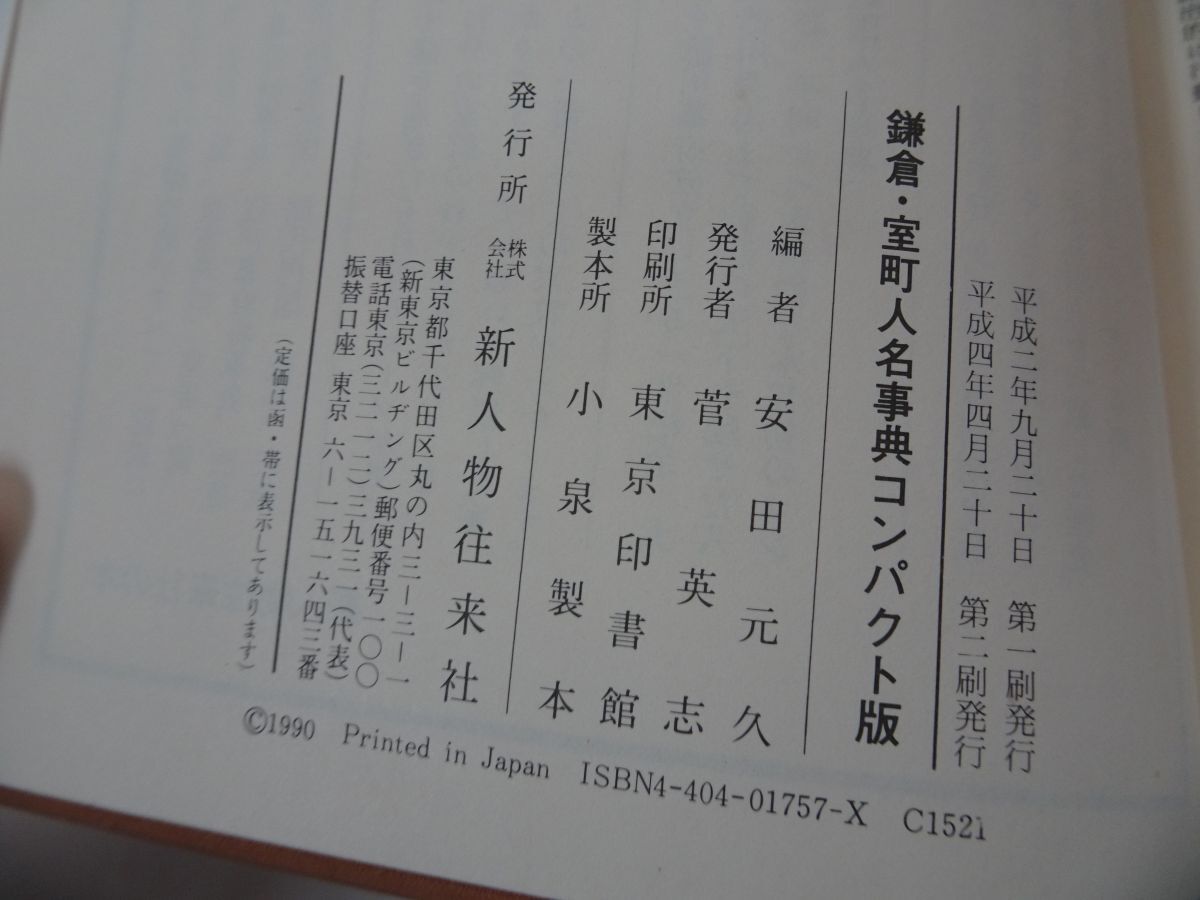 平成二年九月二十日　第一刷発行
平成四年四月二十日　第二刷発行
鎌倉・室町人名事典コンパクト版
編者　安田元久
発行者　菅英志
印刷所　東京印書館
製本所　小泉製本
発行所　株式会社　新人物往来社
東京都千代田区丸の内三ー三ー一
（新東京ビルヂング）郵便番号一〇〇
電話東京（三二一二）三九三一（代表）
振替口座　東京　六ー一五一六四三番
（定価は函・帯に表示してあります）
©1990 Printed in Japan ISBN4-404-01757-X C1521